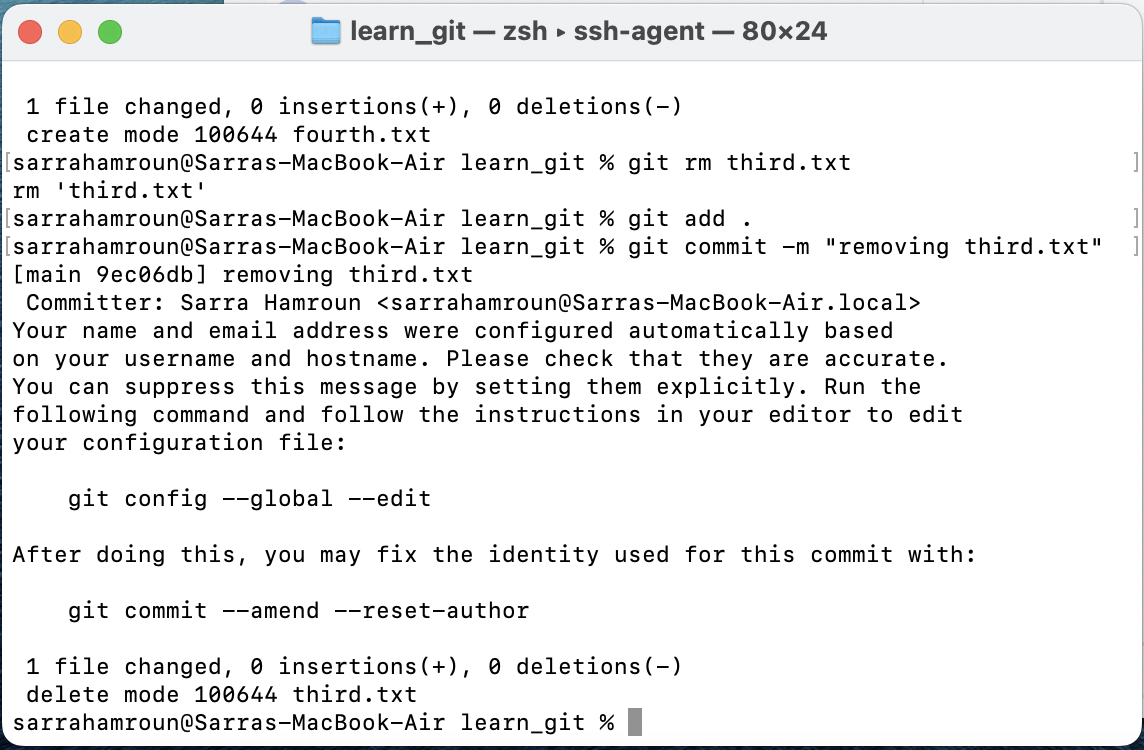 learn_git — zsh ▸ ssh-agent — 80×24
 1 file changed, 0 insertions(+), 0 deletions(-)
 create mode 100644 fourth.txt
[sarrahamroun@Sarras-MacBook-Air learn_git % git rm third.txt ]
rm 'third.txt'
[sarrahamroun@Sarras-MacBook-Air learn_git % git add . ]
[sarrahamroun@Sarras-MacBook-Air learn_git % git commit -m "removing third.txt" ]
[main 9ec06db] removing third.txt
 Committer: Sarra Hamroun <sarrahamroun@Sarras-MacBook-Air.local>
Your name and email address were configured automatically based
on your username and hostname. Please check that they are accurate.
You can suppress this message by setting them explicitly. Run the
following command and follow the instructions in your editor to edit
your configuration file:
    git config --global --edit
After doing this, you may fix the identity used for this commit with:
    git commit --amend --reset-author
 1 file changed, 0 insertions(+), 0 deletions(-)
 delete mode 100644 third.txt
sarrahamroun@Sarras-MacBook-Air learn_git %